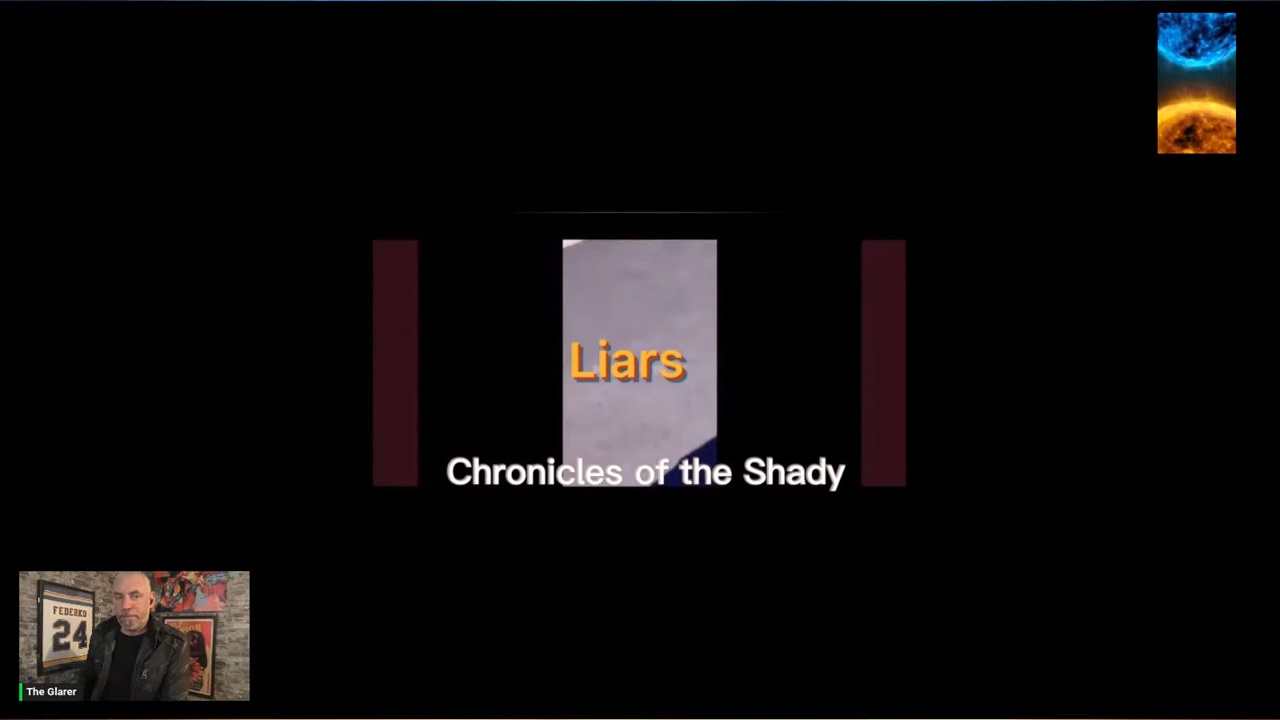 Liars
Chronicles of the Shady
FEDERKO
24
The Glarer